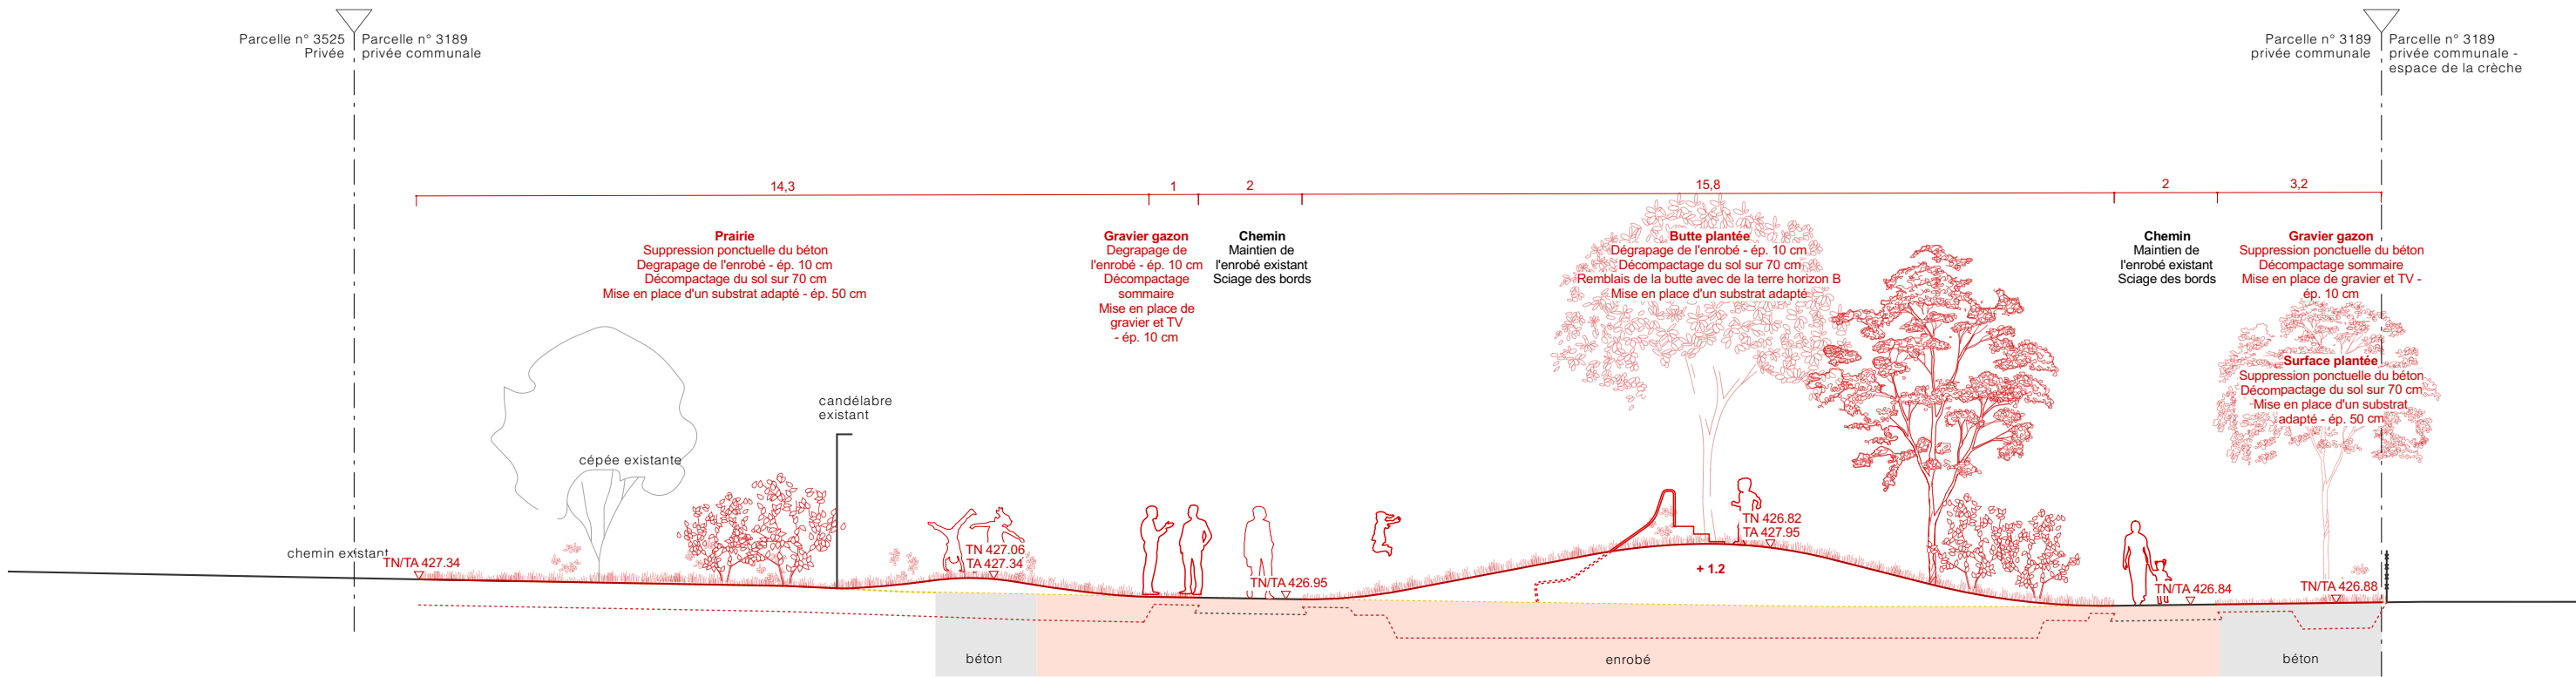 Parcelle n° 3525
Privée
Parcelle n° 3189
privée communale
Parcelle n° 3189
privée communale
Parcelle n° 3189
privée communale -
espace de la crèche
14,3
1
2
15,8
2
3,2
Prairie
Suppression ponctuelle du béton
Degrapage de l'enrobé - ép. 10 cm
Décompactage du sol sur 70 cm
Mise en place d'un substrat adapté - ép. 50 cm
Gravier gazon
Degrapage de
l'enrobé - ép. 10 cm
Décompactage
sommaire
Mise en place de
gravier et TV
- ép. 10 cm
Chemin
Maintien de
l'enrobé existant
Sciage des bords
Butte plantée
Dégrapage de l'enrobé - ép. 10 cm
Décompactage du sol sur 70 cm
Remblais de la butte avec de la terre horizon B
Mise en place d'un substrat adapté
Chemin
Maintien de
l'enrobé existant
Sciage des bords
Gravier gazon
Suppression ponctuelle du béton
Décompactage sommaire
Mise en place de gravier et TV -
ép. 10 cm
Surface plantée
Suppression ponctuelle du béton
Décompactage du sol sur 70 cm
Mise en place d'un substrat
adapté - ép. 50 cm
candélabre
existant
cépée existante
chemin existant
TN/TA 427.34
TN 427.06
TA 427.34
TN/TA 426.95
TN 426.82
TA 427.95
+ 1.2
TN/TA 426.84
TN/TA 426.88
béton
enrobé
béton